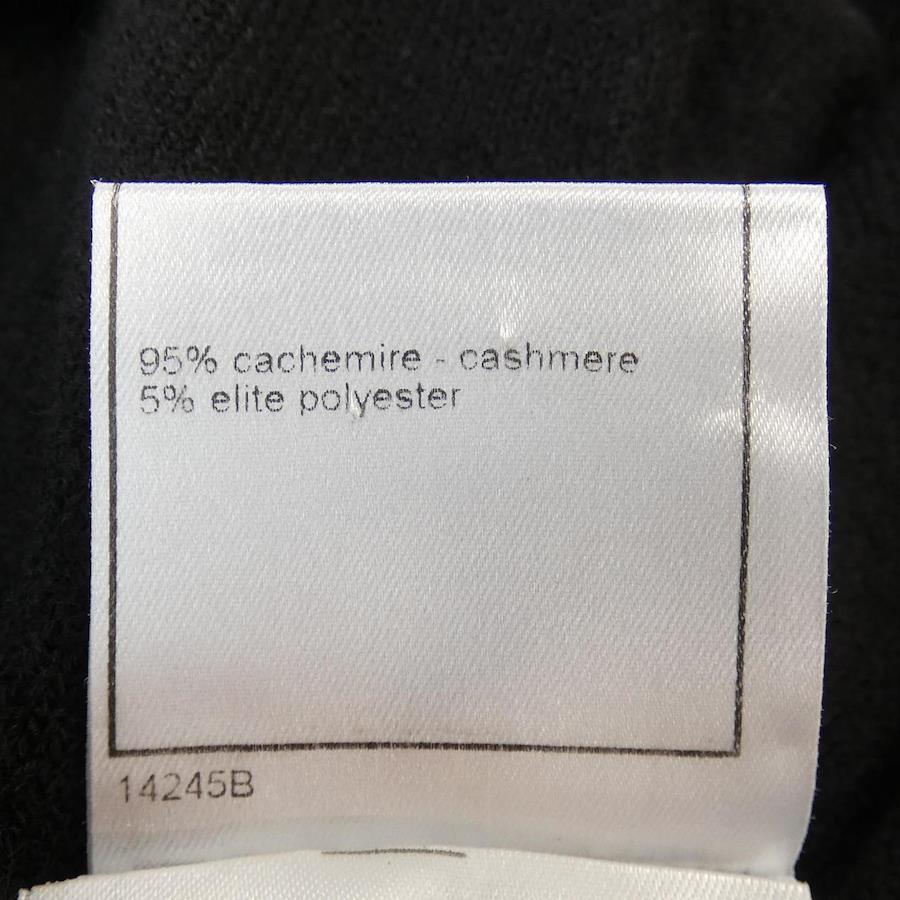 95% cachemire - cashmere
5% elite polyester
14245B